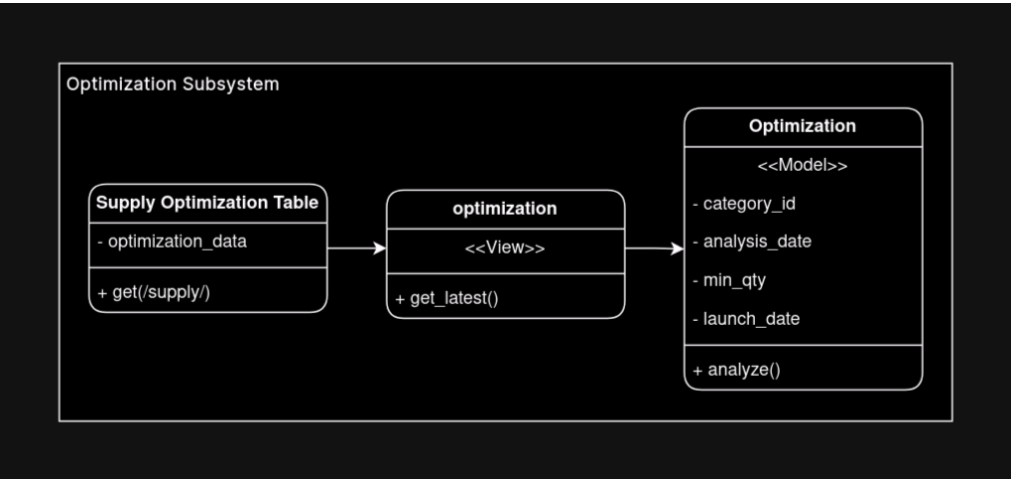 Optimization Subsystem
Supply Optimization Table
- optimization_data
+ get(/supply/)
optimization
<<View>>
+ get_latest()
Optimization
<<Model>>
- category_id
- analysis_date
- min_qty
- launch_date
+ analyze()